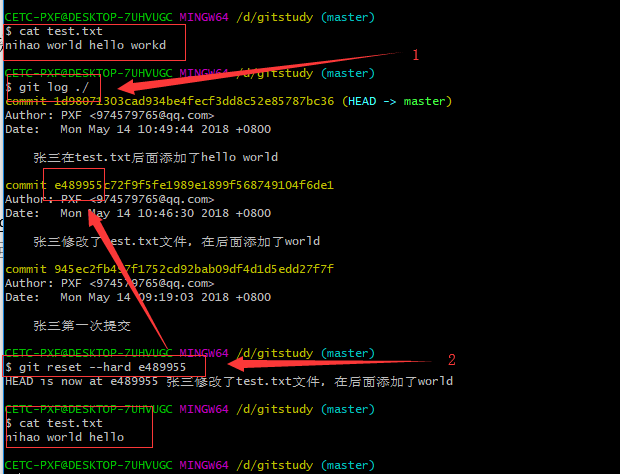 CETC-PXF@DESKTOP-7UHVUGC MINGW64 /d/gitstudy (master)
$ cat test.txt
nihao world hello workd
CETC-PXF@DESKTOP-7UHVUGC MINGW64 /d/gitstudy (master)
1
$ git log ./
commit 1d98071303cad934be4fecf3dd8c52e85787bc36 (HEAD -> master)
Author: PXF <974579765@qq.com>
Date:   Mon May 14 10:49:44 2018 +0800
张三在test.txt后面添加了hello world
commit e489955c72f9f5fe1989e1899f568749104f6de1
Author: PXF <974579765@qq.com>
Date:   Mon May 14 10:46:30 2018 +0800
张三修改了test.txt文件, 在后面添加了world
commit 945ec2fb497f1752cd92bab09df4d1d5edd27f7f
Author: PXF <974579765@qq.com>
Date:   Mon May 14 09:19:03 2018 +0800
张三第一次提交
CETC-PXF@DESKTOP-7UHVUGC MINGW64 /d/gitstudy (master)
2
$ git reset --hard e489955
HEAD is now at e489955 张三修改了test.txt文件, 在后面添加了world
CETC-PXF@DESKTOP-7UHVUGC MINGW64 /d/gitstudy (master)
$ cat test.txt
nihao world hello
CETC-PXF@DESKTOP-7UHVUGC MINGW64 /d/gitstudy (master)